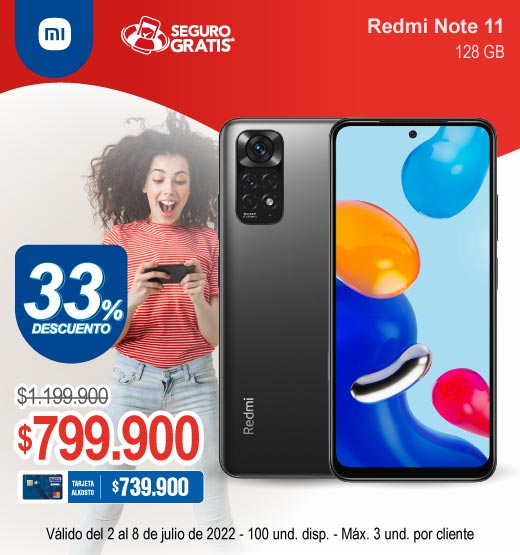 mi
SEGURO
GRATIS*
Redmi Note 11
128 GB
33%
DESCUENTO
$1.199.900
$799.900
TARJETA
ALKOSTO
$739.900
Redmi
Válido del 2 al 8 de julio de 2022 - 100 und. disp. - Máx. 3 und. por cliente